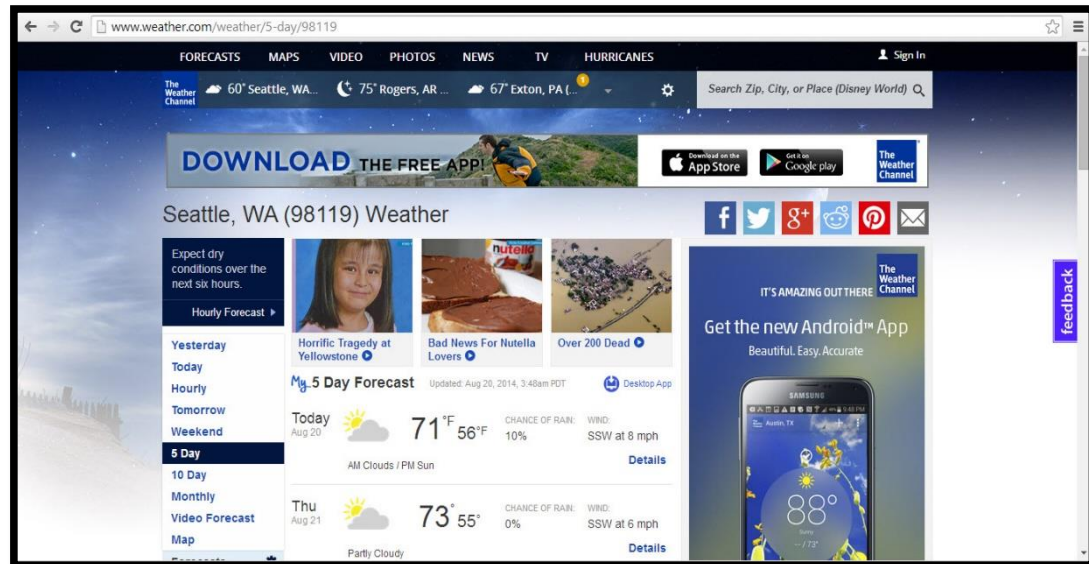 www.weather.com/weather/5-day/98119
FORECASTS MAPS VIDEO PHOTOS NEWS TV HURRICANES Sign In
The Weather Channel
60° Seattle, WA... 75° Rogers, AR ... 67° Exton, PA (... 1
Search Zip, City, or Place (Disney World)
DOWNLOAD THE FREE APP!
Download on the App Store
Get it on Google play
The Weather Channel
Seattle, WA (98119) Weather
f g+
Expect dry
conditions over the
next six hours.
Hourly Forecast
Yesterday
Today
Hourly
Tomorrow
Weekend
5 Day
10 Day
Monthly
Video Forecast
Map
Forecasts
nutella
Horrific Tragedy at
Yellowstone
Bad News For Nutella
Lovers
Over 200 Dead
My 5 Day Forecast Updated: Aug 20, 2014, 3:48am PDT Desktop App
Today 71°F 56°F CHANCE OF RAIN: WIND:
Aug 20 10% SSW at 8 mph
AM Clouds / PM Sun Details
Thu 73° 55° CHANCE OF RAIN: WIND:
Aug 21 0% SSW at 6 mph
Partly Cloudy Details
The
Weather
Channel
IT'S AMAZING OUT THERE
Get the new Android™ App
Beautiful. Easy. Accurate
SAMSUNG
Austin, TX
88°
Sunny
--/73°
feedback